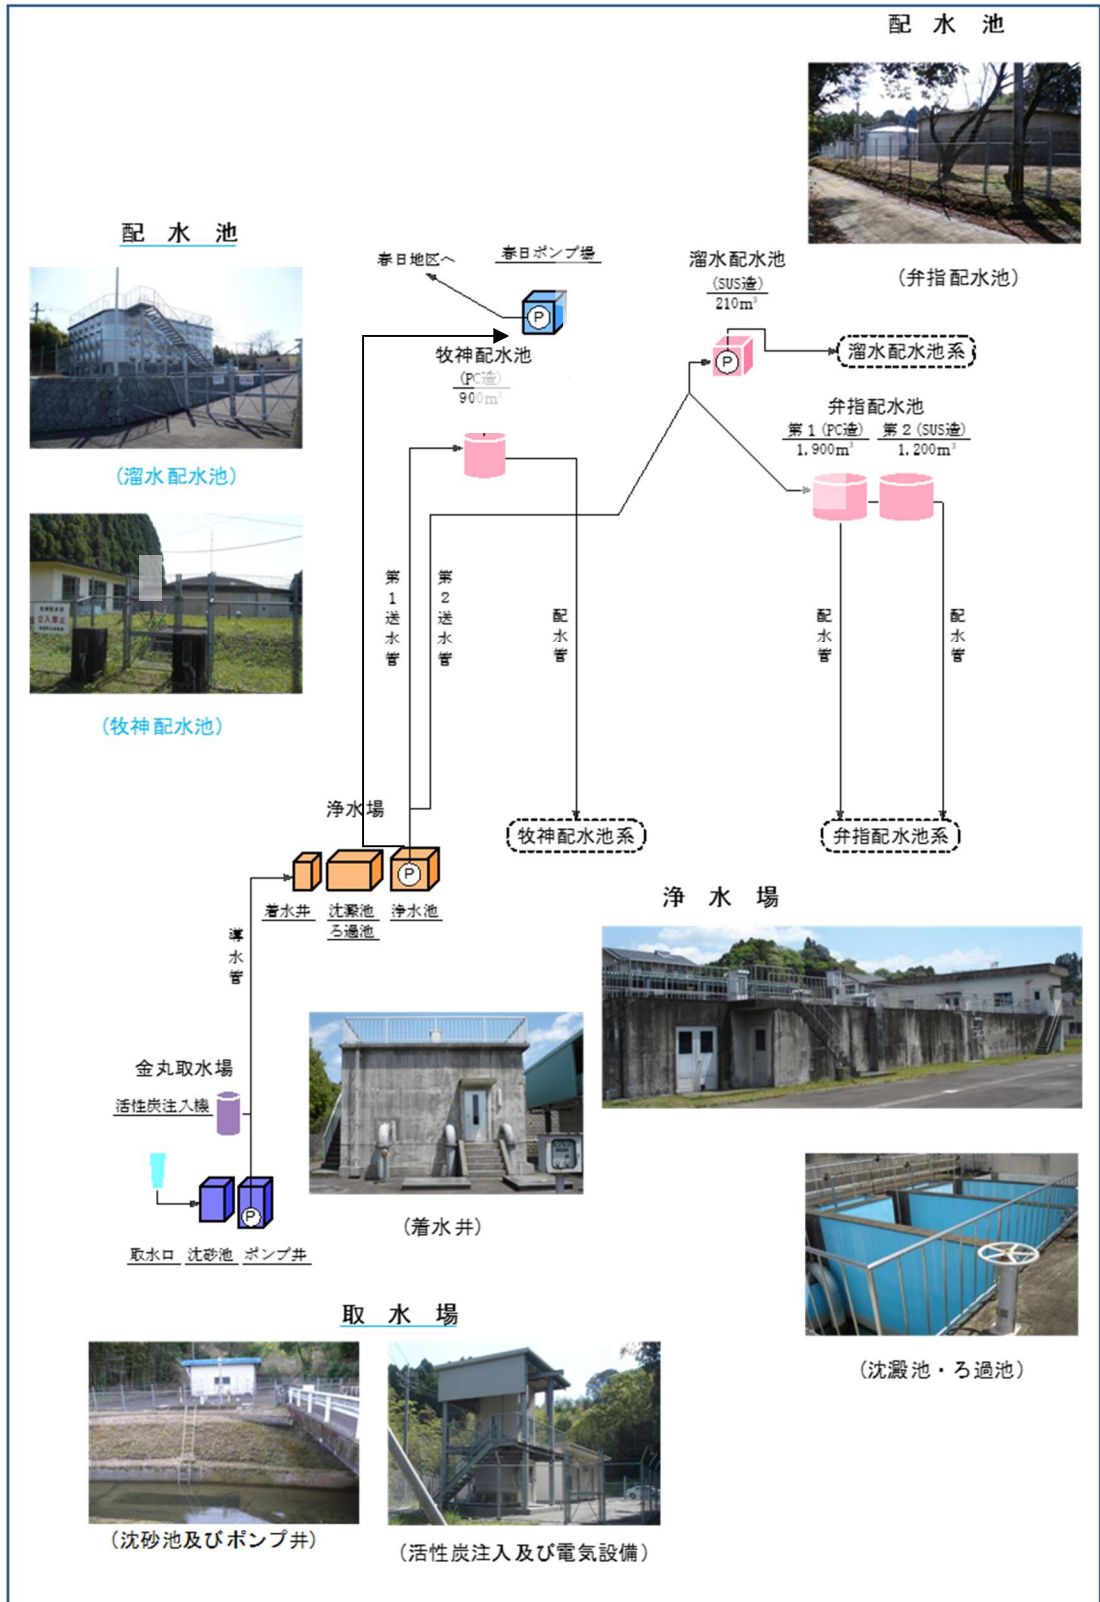 配 水 池
(弁指配水池)
配 水 池
(溜水配水池)
(牧神配水池)
立入禁止
春日地区へ
春日ポンプ場
P
牧神配水池
(PC造)
900m³
溜水配水池
(SUS造)
210m³
P
溜水配水池系
弁指配水池
第1(PC造)
1,900m³
第2(SUS造)
1,200m³
第1送水管
第2送水管
配水管
配水管
配水管
牧神配水池系
弁指配水池系
浄水場
P
着水井
沈澱池
ろ過池
浄水池
導水管
金丸取水場
活性炭注入機
P
取水口
沈砂池
ポンプ井
浄 水 場
(着水井)
(沈澱池・ろ過池)
取 水 場
(沈砂池及びポンプ井)
(活性炭注入及び電気設備)